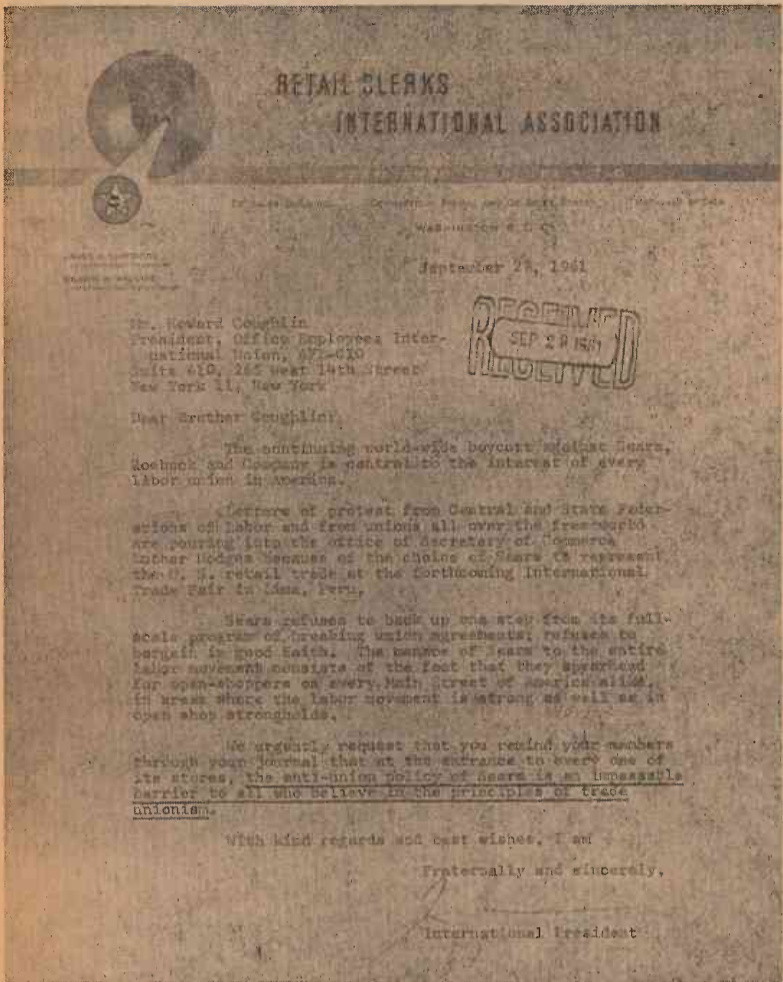 RETAIL CLERKS
INTERNATIONAL ASSOCIATION
WASHINGTON
September 27, 1961
Mr. Howard Coughlin
President, Office Employees Inter-
national Union,
Suite 610, 265 West 14th Street
New York 11, New York
RECEIVED
SEP 28 1961
RECEIVED
Dear Brother Coughlin:
The continuing world-wide boycott against Sears,
Roebuck and Company is central to the interest of every
labor union in America.
Letters of protest from Central and State Feder-
ations of Labor and from unions all over the free world
are pouring into the office of Secretary of Commerce
Luther Hodges because of the choice of Sears to represent
the U. S. retail trade at the forthcoming International
Trade Fair in Lima, Peru.
Sears refuses to back up one step from its full-
scale program of breaking union agreements; refuses to
bargain in good faith. The menace of Sears to the entire
labor movement consists of the fact that they spearhead
for open-shoppers on every Main Street of America alike,
in areas where the labor movement is strong as well as in
open shop strongholds.
We urgently request that you remind your members
through your journal that at the entrance to every one of
its stores, the anti-union policy of Sears is an impassable
barrier to all who believe in the principles of trade
unionism.
With kind regards and best wishes, I am
Fraternally and sincerely,
International President